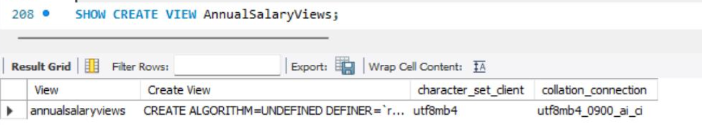 208 SHOW CREATE VIEW AnnualSalaryViews;
Result Grid Filter Rows: Export: Wrap Cell Content: IA
View Create View character_set_client collation_connection
annualsalaryviews CREATE ALGORITHM=UNDEFINED DEFINER=`r... utf8mb4 utf8mb4_0900_ai_ci